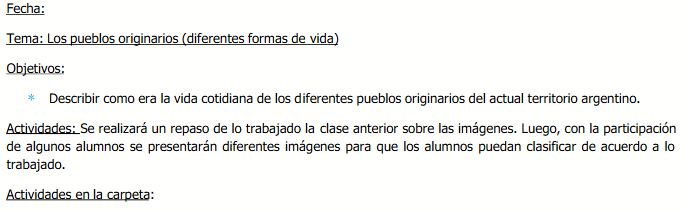 Fecha:
Tema: Los pueblos originarios (diferentes formas de vida)
Objetivos:
* Describir como era la vida cotidiana de los diferentes pueblos originarios del actual territorio argentino.
Actividades: Se realizará un repaso de lo trabajado la clase anterior sobre las imágenes. Luego, con la participación
de algunos alumnos se presentarán diferentes imágenes para que los alumnos puedan clasificar de acuerdo a lo
trabajado.
Actividades en la carpeta: